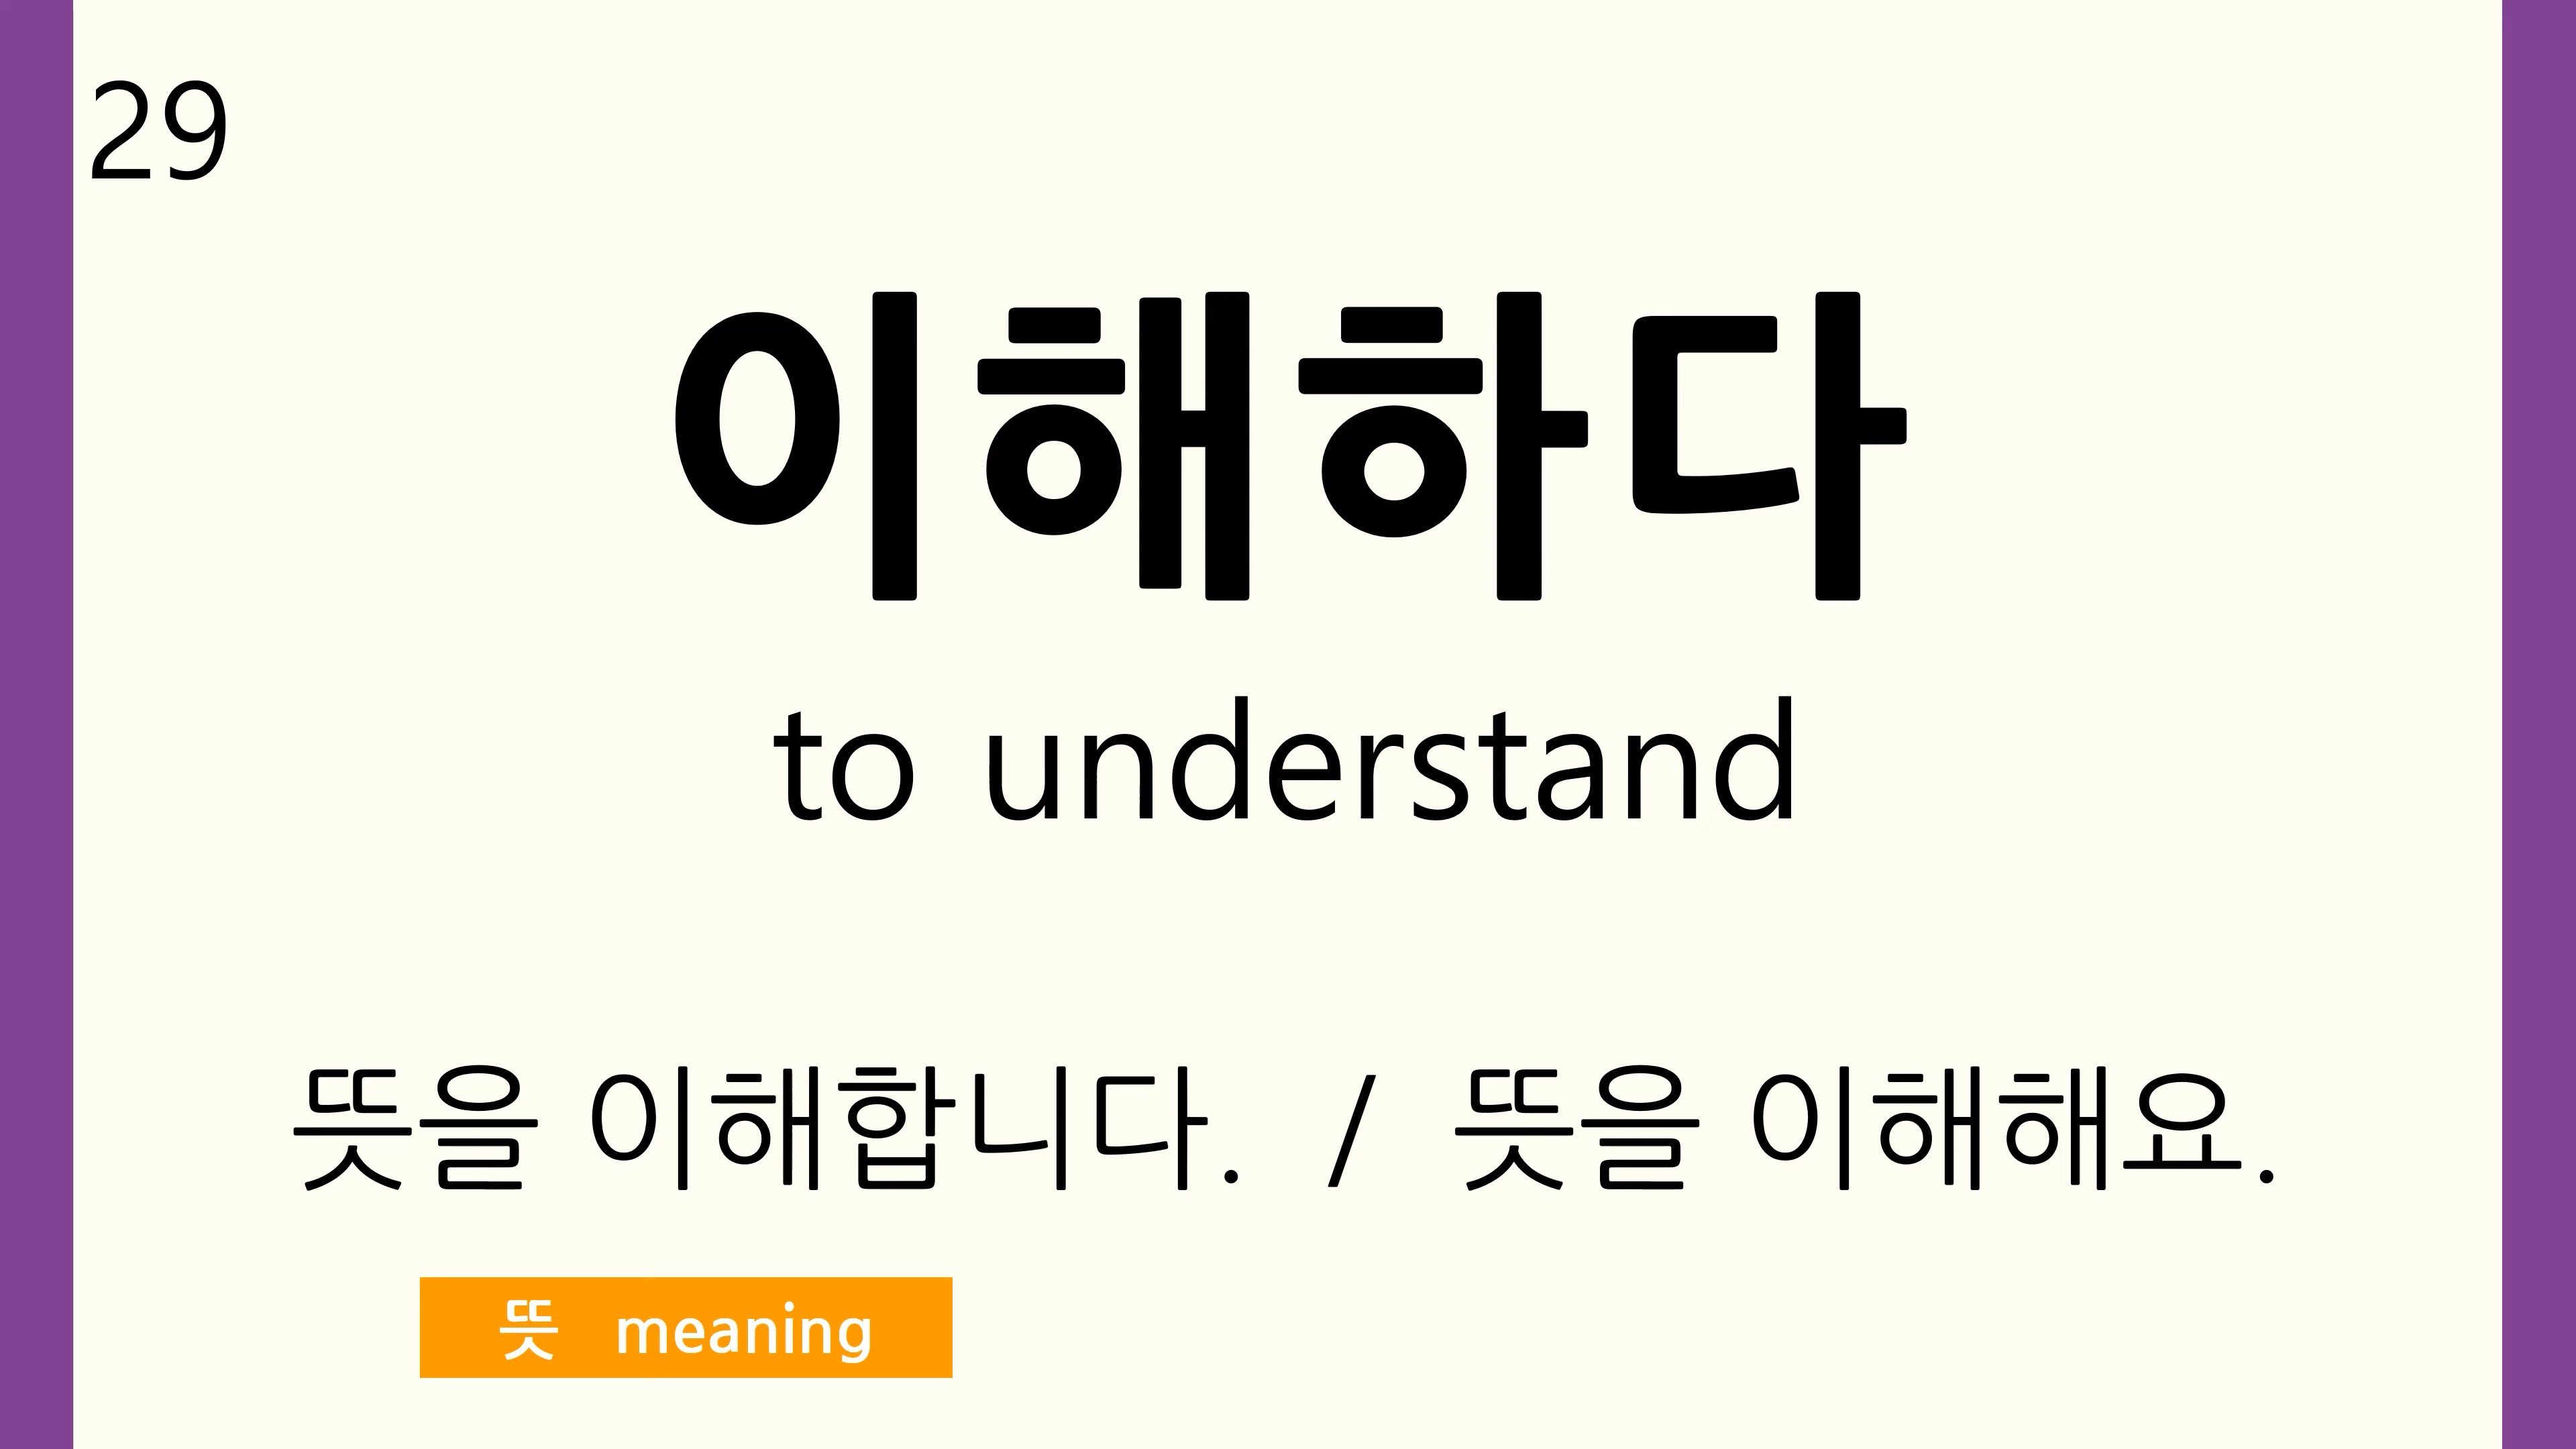 29
이해하다
to understand
뜻을 이해합니다. / 뜻을 이해해요.
뜻 meaning